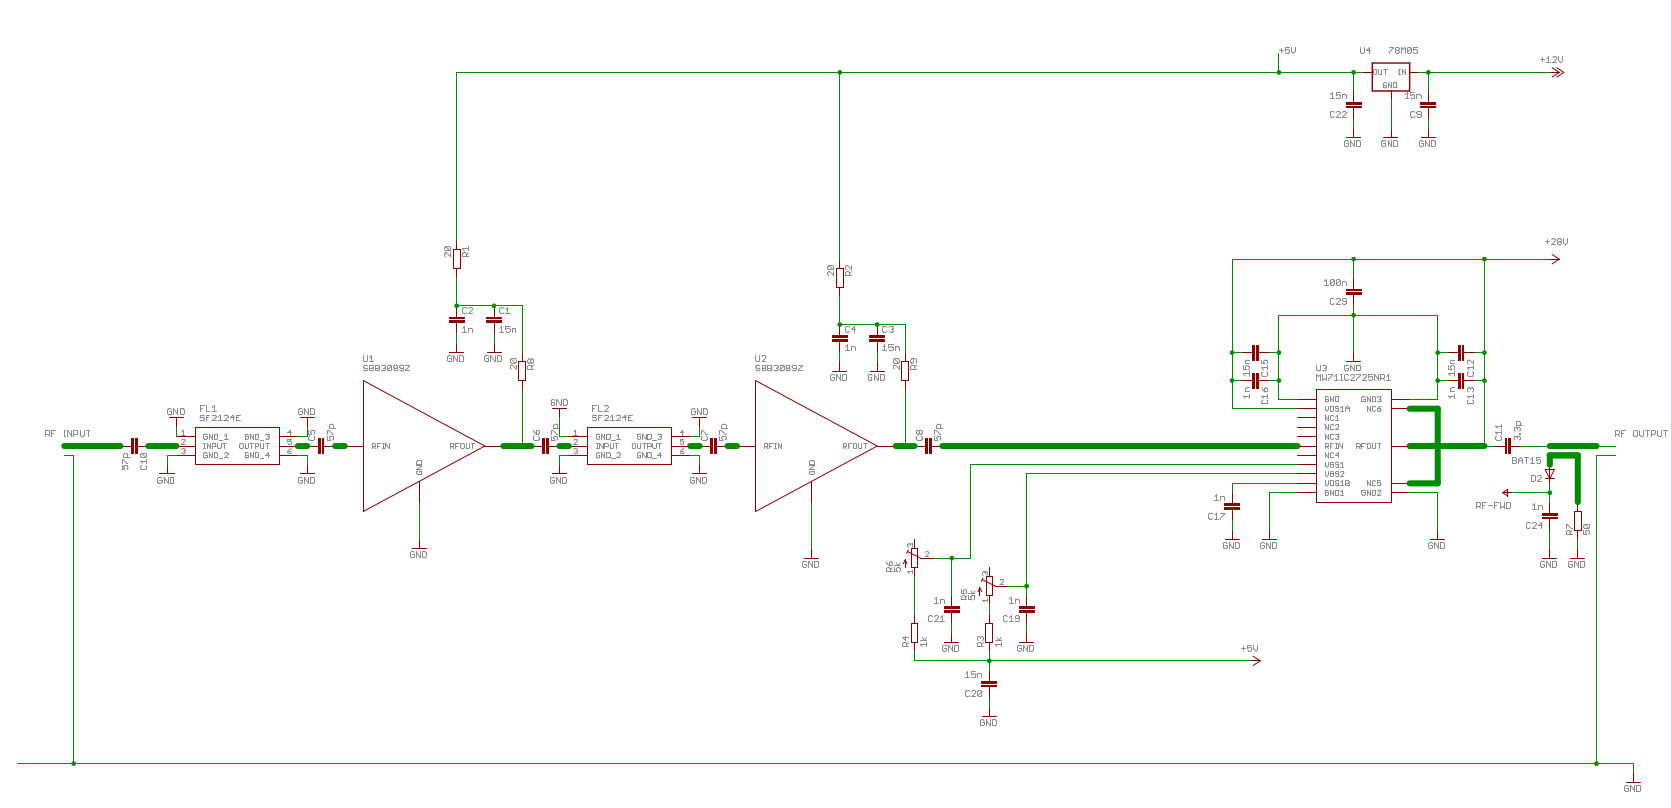 +5V
U4 78M05
+12V
OUT IN
GND
15n
C22
15n
C9
GND GND GND
+28V
20
R1
20
R2
100n
C29
C2
1n
C1
15n
C4
1n
C3
15n
GND GND
GND GND
20
R8
20
R9
GND
15n
C15
1n
C16
15n
C12
1n
C13
U1
SBB3089Z
U2
SBB3089Z
U3
MW7IC2725NR1
GND
FL1
SF2124E
GND
GND
FL2
SF2124E
GND
RF INPUT
57p
C10
1 GND_1 GND_3 4
2 INPUT OUTPUT 5
3 GND_2 GND_4 6
GND
GND
C5
57p
RFIN
RFOUT
GND
GND
C6
57p
1 GND_1 GND_3 4
2 INPUT OUTPUT 5
3 GND_2 GND_4 6
GND
GND
C7
57p
RFIN
RFOUT
GND
GND
C8
57p
GND GND3
VDS1A NC6
NC1
NC2
NC3
RFIN RFOUT
NC4
VGS1
VGS2
VDS1B NC5
GND1 GND2
C11
3.3p
RF OUTPUT
BAT15
D2
RF-FWD
1n
C24
R7
50
GND GND
1n
C17
GND GND
GND
R6
5k
3
2
1
R5
5k
3
2
1
1n
C21
GND
1n
C19
GND
R4
1k
R3
1k
+5V
15n
C20
GND
GND